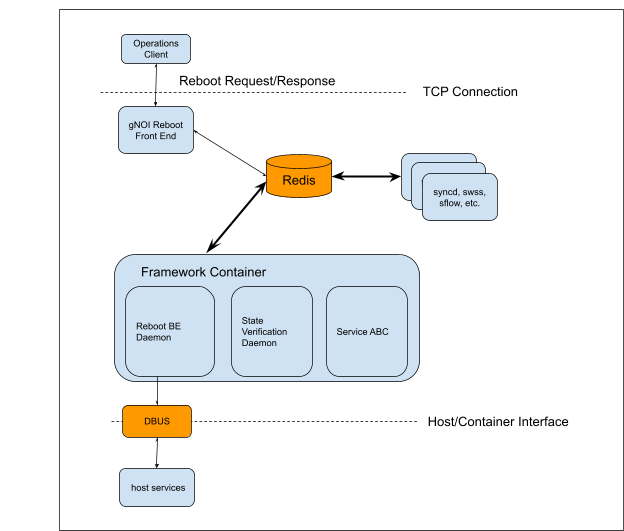 Operations
Client
Reboot Request/Response
TCP Connection
gNOI Reboot
Front End
Redis
syncd, swss,
sflow, etc.
Framework Container
Reboot BE
Daemon
State
Verification
Daemon
Service ABC
DBUS
Host/Container Interface
host services